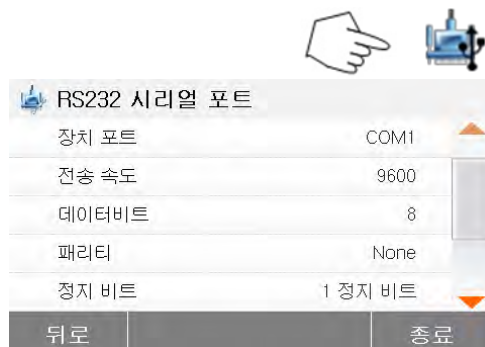 RS232 시리얼 포트
장치 포트 COM1
전송 속도 9600
데이터비트 8
패리티 None
정지 비트 1 정지 비트
뒤로 종료